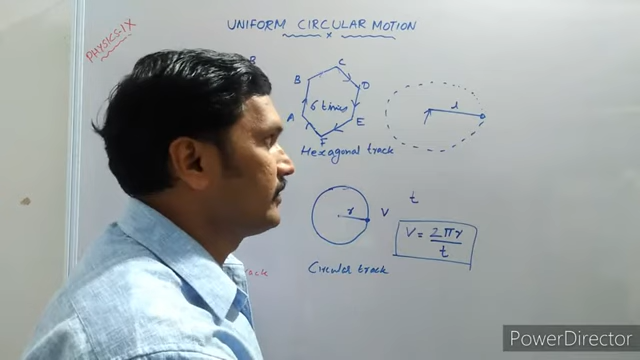 UNIFORM CIRCULAR MOTION
x
PHYSICS-IX
B
C
B
D
6 times
A
E
F
Hexagonal track
r
t
V
V = 2πr
t
Circular track
PowerDirector